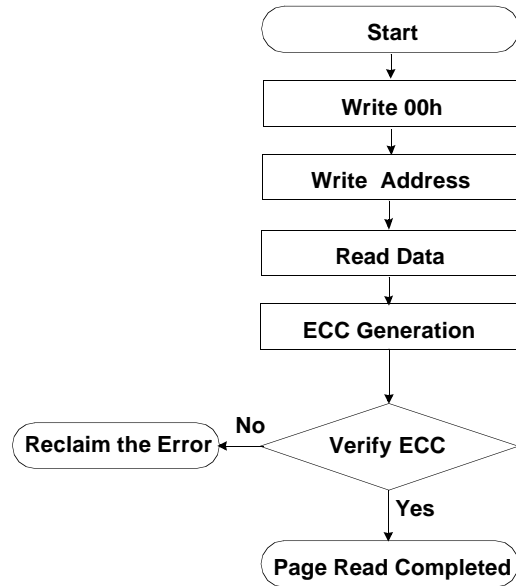 Start
Write 00h
Write Address
Read Data
ECC Generation
No
Reclaim the Error
Verify ECC
Yes
Page Read Completed